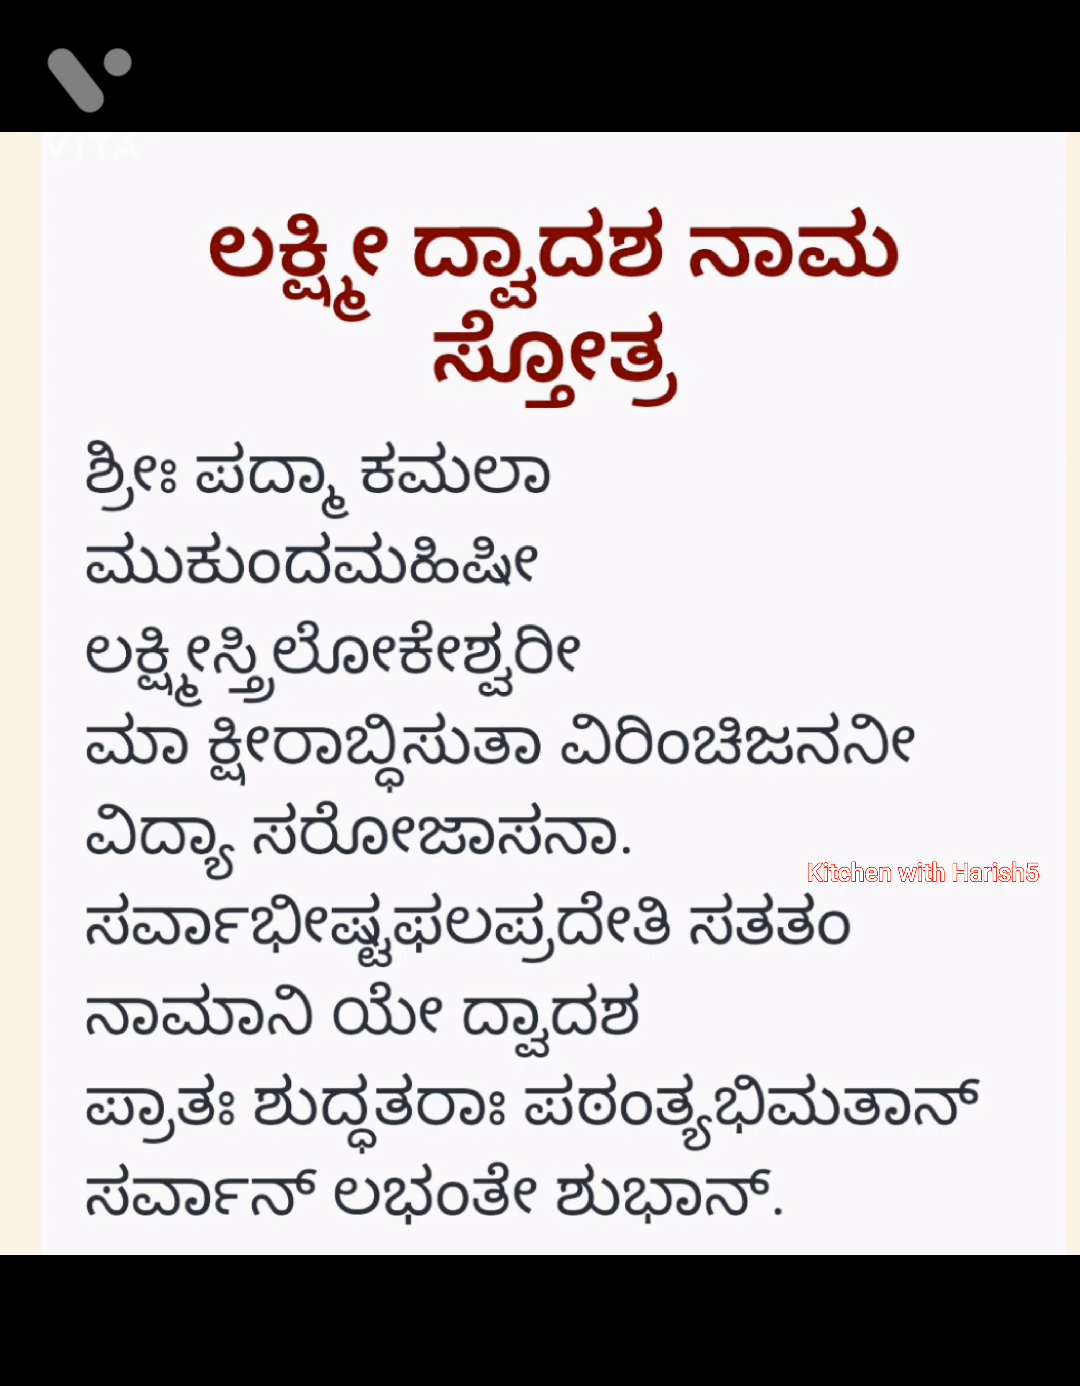 VITA
ಲಕ್ಷ್ಮೀ ದ್ವಾದಶ ನಾಮ
ಸ್ತೋತ್ರ
ಶ್ರೀಃ ಪದ್ಮಾ ಕಮಲಾ
ಮುಕುಂದಮಹಿಷೀ
ಲಕ್ಷ್ಮೀಸ್ತ್ರಿಲೋಕೇಶ್ವರೀ
ಮಾ ಕ್ಷೀರಾಬ್ಧಿಸುತಾ ವಿರಿಂಚಿಜನನೀ
ವಿದ್ಯಾ ಸರೋಜಾಸನಾ.
Kitchen with Harish5
ಸರ್ವಾಭೀಷ್ಟಫಲಪ್ರದೇತಿ ಸತತಂ
ನಾಮಾನಿ ಯೇ ದ್ವಾದಶ
ಪ್ರಾತಃ ಶುದ್ಧತರಾಃ ಪಠಂತ್ಯಭಿಮತಾನ್
ಸರ್ವಾನ್ ಲಭಂತೇ ಶುಭಾನ್.